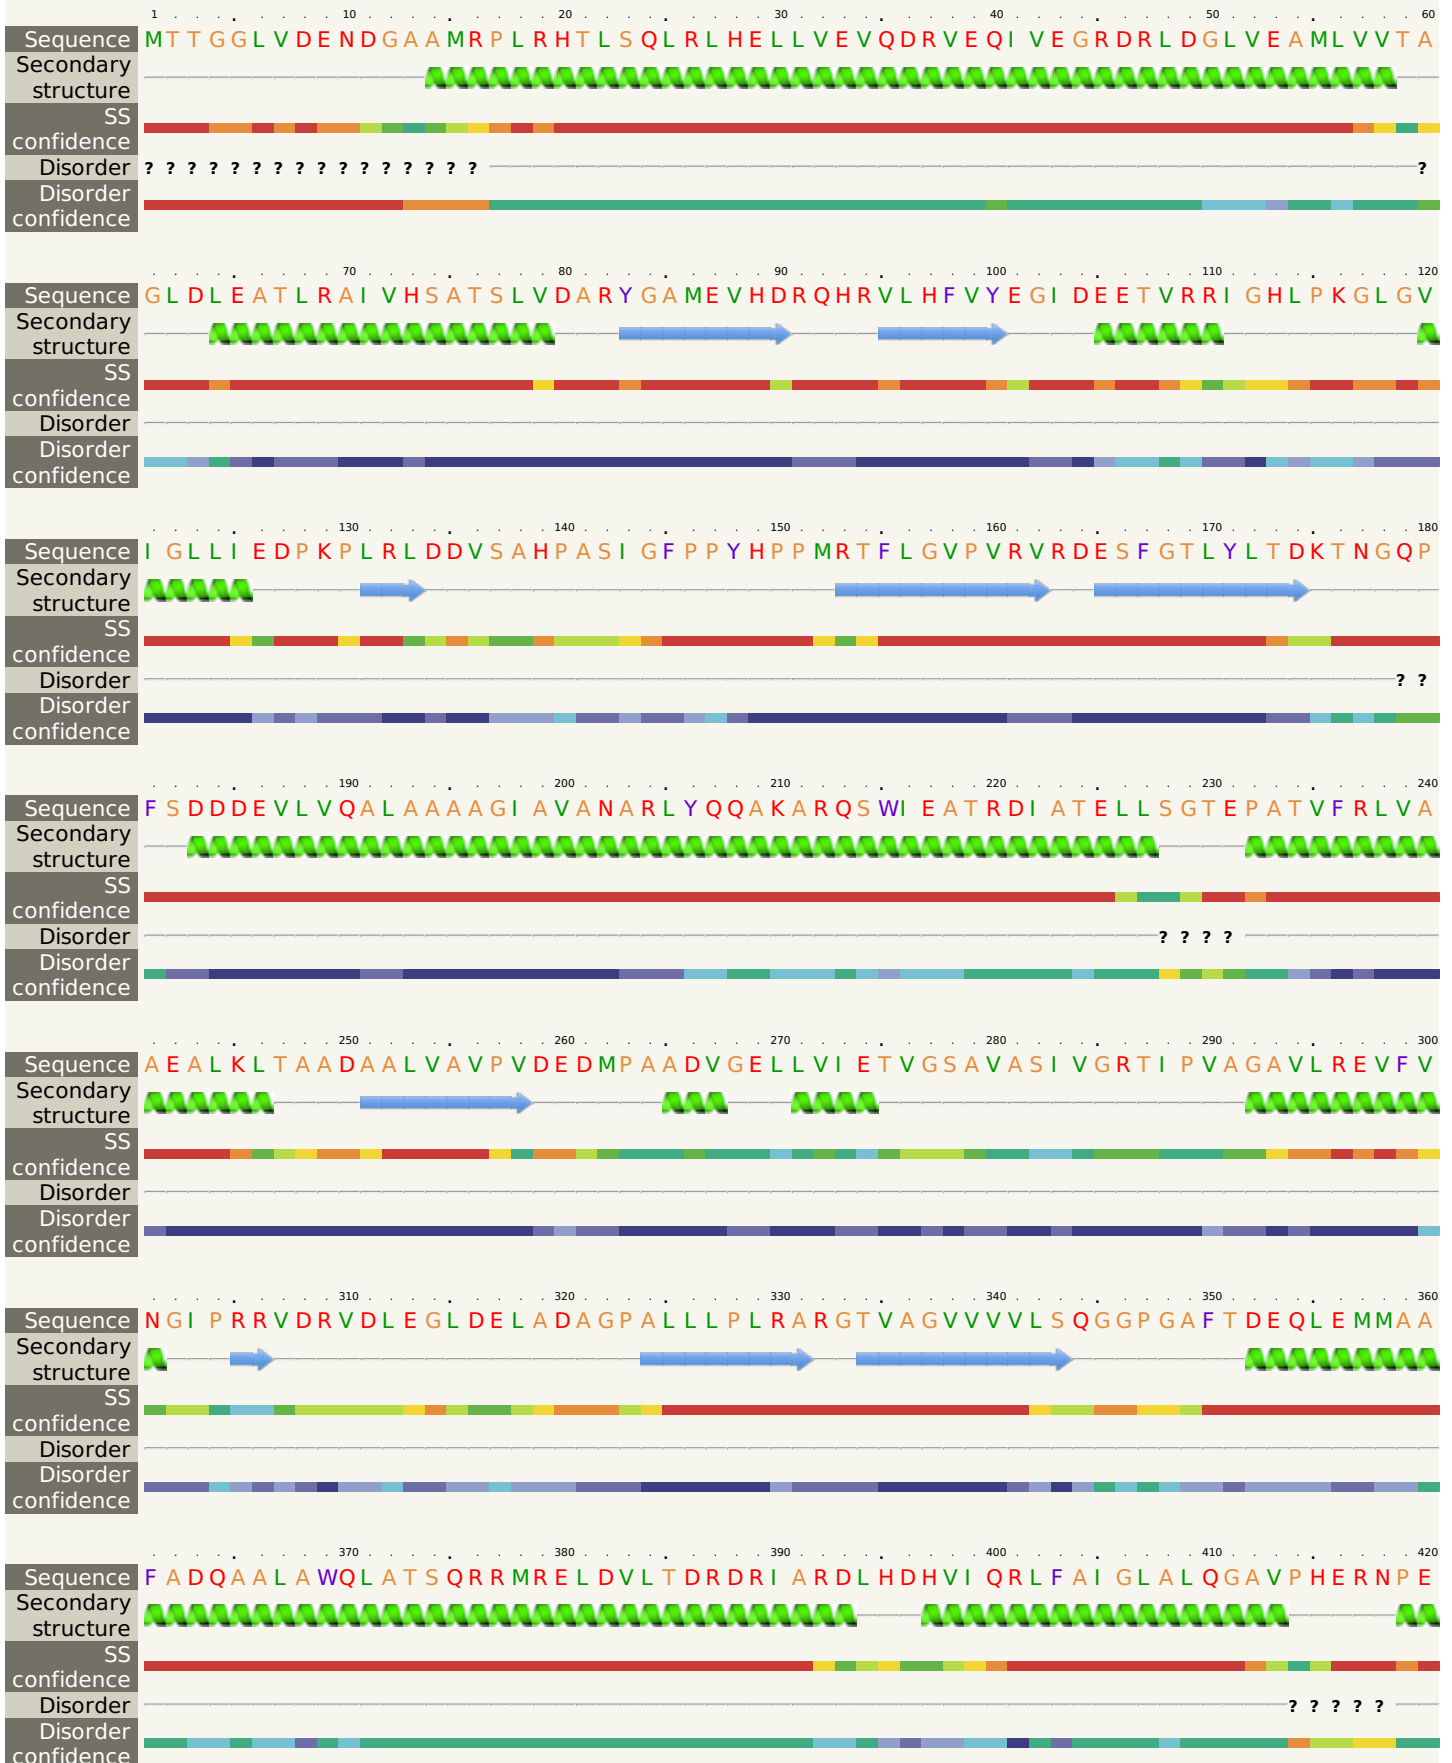 1 10 20 30 40 50 60
Sequence MTTGGLVDENDGAAMRPLRHTLSQLRLHELLVEVQDRVEQIVEGRDRLDGLVEAMLVVTA
Secondary
structure
SS
confidence
Disorder ? ? ? ? ? ? ? ? ? ? ? ? ? ? ? ? ?
Disorder
confidence
70 80 90 100 110 120
Sequence GLDLEATLRAIVHSATSLVDARYGAMEVHDRQHRVLHFVYEGIDEETVRRIGHLPKGLGV
Secondary
structure
SS
confidence
Disorder
Disorder
confidence
130 140 150 160 170 180
Sequence IGLLIEDPKPLRLDDVSAHPASIGFPPYHPPMRTFLGVPVRVRDESFGTLYLTDKTNGQP
Secondary
structure
SS
confidence
Disorder ? ?
Disorder
confidence
190 200 210 220 230 240
Sequence FSDDDEVLVQALAAAAGIAVANARLYQQAKARQSWIEATRDIATELLSGTEPATVFRLVA
Secondary
structure
SS
confidence
Disorder ? ? ? ?
Disorder
confidence
250 260 270 280 290 300
Sequence AEALKLTAADAALVAVPVDEDMPAADVGELLVIETVGSAVASIVGRTIPVAGAVLREVFV
Secondary
structure
SS
confidence
Disorder
Disorder
confidence
310 320 330 340 350 360
Sequence NGIPRRVDRVDLEGLDELADAGPALLLPLRARGTVAGVVVVLSQGGPGAFTDEQLEMMAA
Secondary
structure
SS
confidence
Disorder
Disorder
confidence
370 380 390 400 410 420
Sequence FADQAALAWQLATSQRRMRELDVLTDRDRIARDLHDHVIQRLFAIGLALQGAVPHERNPE
Secondary
structure
SS
confidence
Disorder ? ? ? ? ?
Disorder
confidence